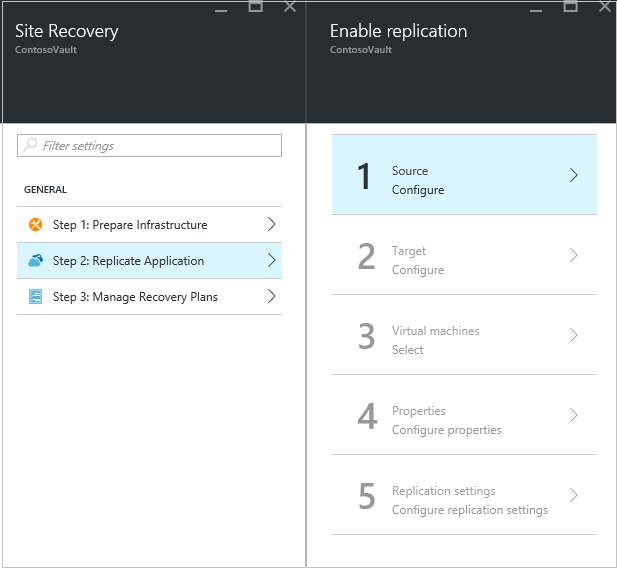 Site Recovery
ContosoVault
Filter settings
GENERAL
Step 1: Prepare Infrastructure
Step 2: Replicate Application
Step 3: Manage Recovery Plans
Enable replication
ContosoVault
1
Source
Configure
2
Target
Configure
3
Virtual machines
Select
4
Properties
Configure properties
5
Replication settings
Configure replication settings